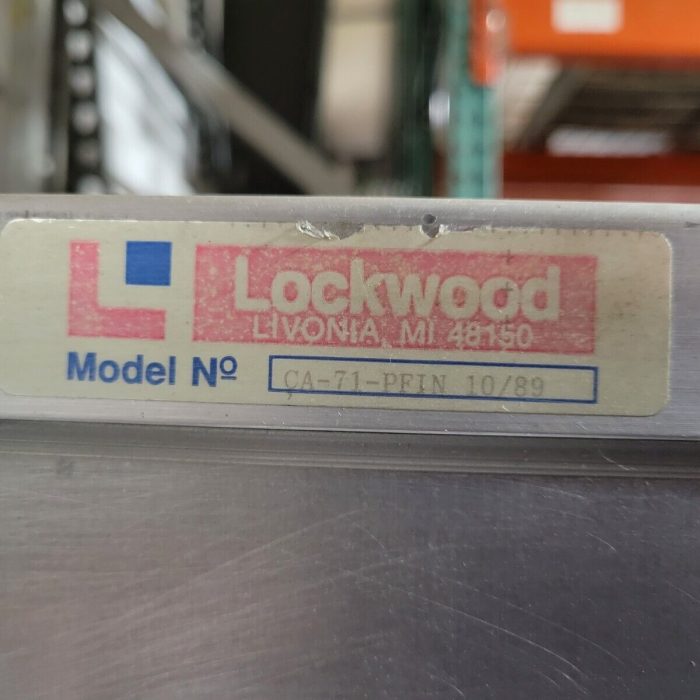 Lockwood
LIVONIA, MI 48150
Model Nº
CA-71-PFIN 10/89